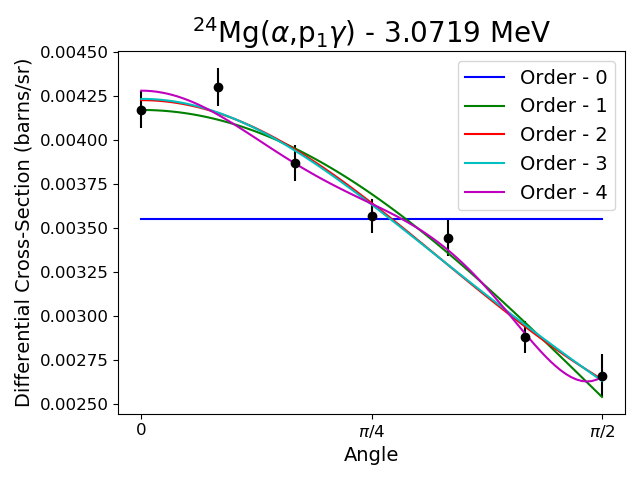 ²⁴Mg(α,p₁γ) - 3.0719 MeV
Differential Cross-Section (barns/sr)
0.00450
0.00425
0.00400
0.00375
0.00350
0.00325
0.00300
0.00275
0.00250
Order - 0
Order - 1
Order - 2
Order - 3
Order - 4
0
π/4
π/2
Angle